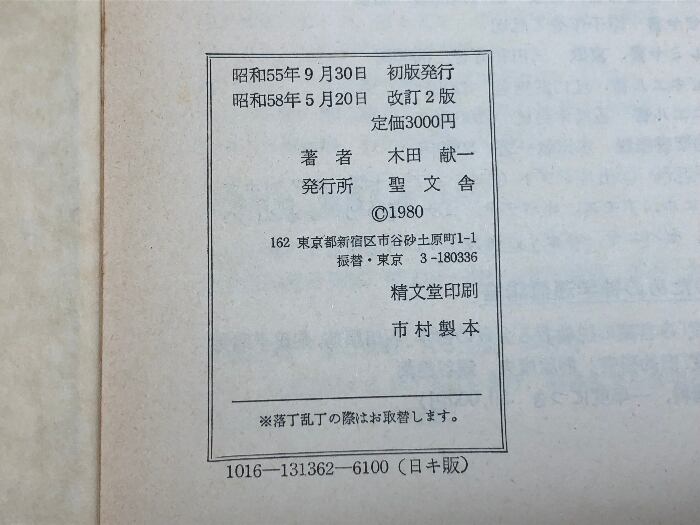 昭和55年9月30日 初版発行
昭和58年5月20日 改訂2版
定価3000円
著者 木田献一
発行所 聖文舎
©1980
162 東京都新宿区市谷砂土原町1-1
振替・東京 3-180336
精文堂印刷
市村製本
※落丁乱丁の際はお取替します。
1016—131362—6100(日キ販)